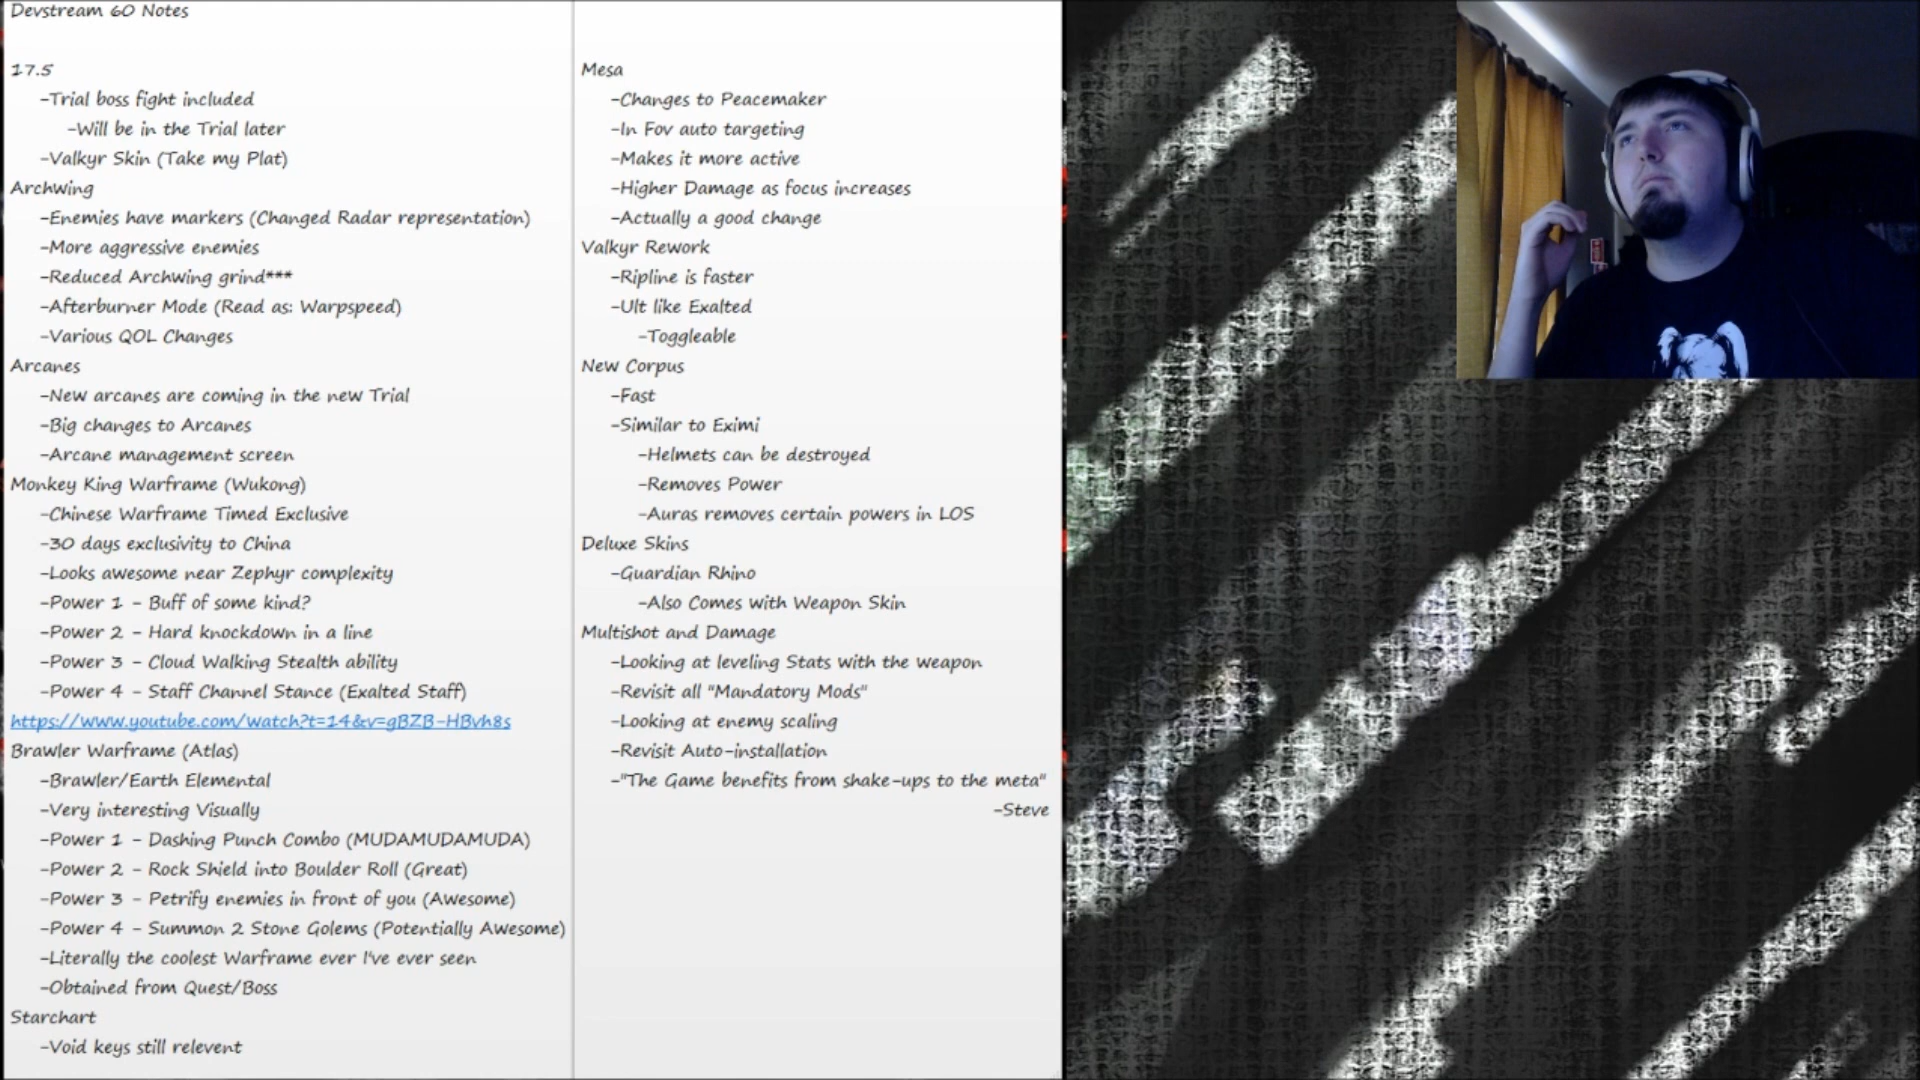 Devstream 60 Notes
17.5
-Trial boss fight included
-Will be in the Trial later
-Valkyr Skin (Take my Plat)
Archwing
-Enemies have markers (Changed Radar representation)
-More aggressive enemies
-Reduced Archwing grind***
-Afterburner Mode (Read as: Warpspeed)
-Various QOL Changes
Arcanes
-New arcanes are coming in the new Trial
-Big changes to Arcanes
-Arcane management screen
Monkey King Warframe (Wukong)
-Chinese Warframe Timed Exclusive
-30 days exclusivity to China
-Looks awesome near Zephyr complexity
-Power 1 - Buff of some kind?
-Power 2 - Hard knockdown in a line
-Power 3 - Cloud Walking Stealth ability
-Power 4 - Staff Channel Stance (Exalted Staff)
https://www.youtube.com/watch?t=14&v=gBZB-HBvh8s
Brawler Warframe (Atlas)
-Brawler/Earth Elemental
-Very interesting Visually
-Power 1 - Dashing Punch Combo (MUDAMUDAMUDA)
-Power 2 - Rock Shield into Boulder Roll (Great)
-Power 3 - Petrify enemies in front of you (Awesome)
-Power 4 - Summon 2 Stone Golems (Potentially Awesome)
-Literally the coolest Warframe ever I've ever seen
-Obtained from Quest/Boss
Starchart
-Void keys still relevent
Mesa
-Changes to Peacemaker
-In Fov auto targeting
-Makes it more active
-Higher Damage as focus increases
-Actually a good change
Valkyr Rework
-Ripline is faster
-Ult like Exalted
-Toggleable
New Corpus
-Fast
-Similar to Eximi
-Helmets can be destroyed
-Removes Power
-Auras removes certain powers in LOS
Deluxe Skins
-Guardian Rhino
-Also Comes with Weapon Skin
Multishot and Damage
-Looking at leveling Stats with the weapon
-Revisit all "Mandatory Mods"
-Looking at enemy scaling
-Revisit Auto-installation
-"The Game benefits from shake-ups to the meta"
-Steve